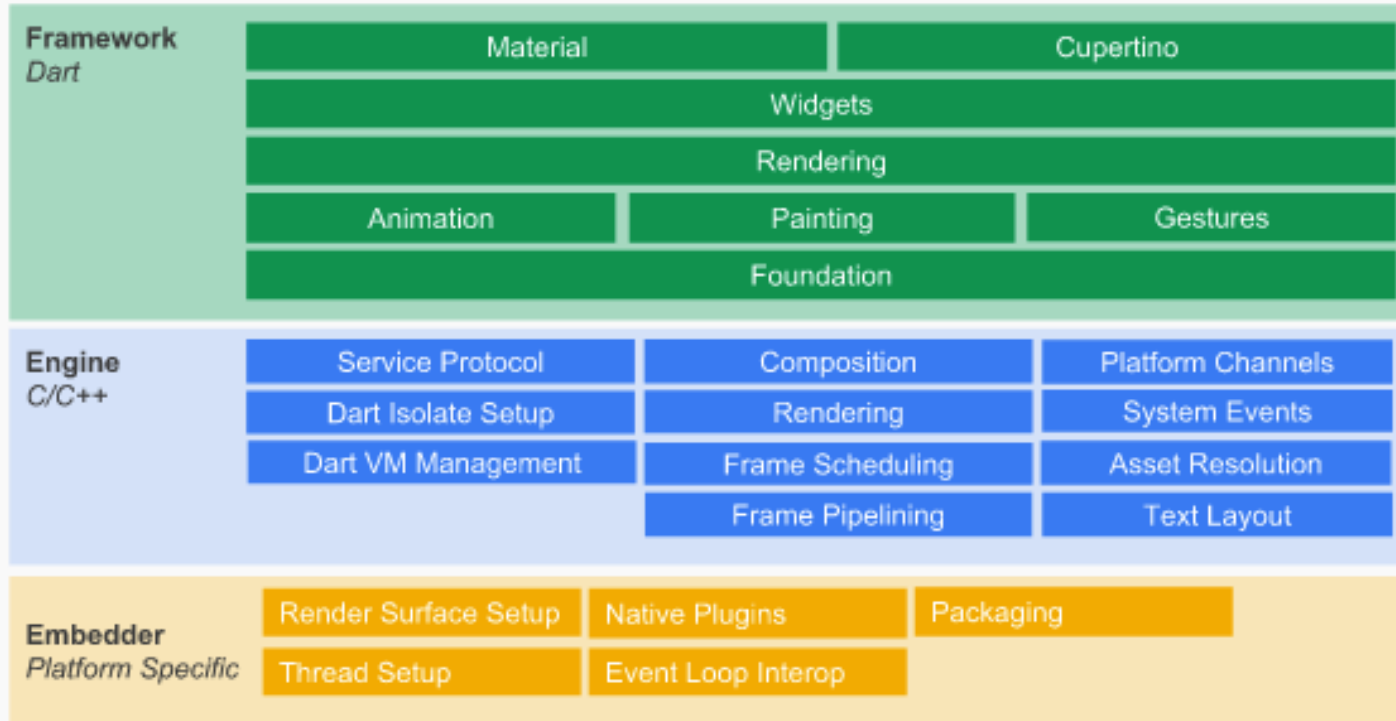 Framework
Dart
Material
Cupertino
Widgets
Rendering
Animation
Painting
Gestures
Foundation
Engine
C/C++
Service Protocol
Composition
Platform Channels
Dart Isolate Setup
Rendering
System Events
Dart VM Management
Frame Scheduling
Asset Resolution
Frame Pipelining
Text Layout
Embedder
Platform Specific
Render Surface Setup
Native Plugins
Packaging
Thread Setup
Event Loop Interop